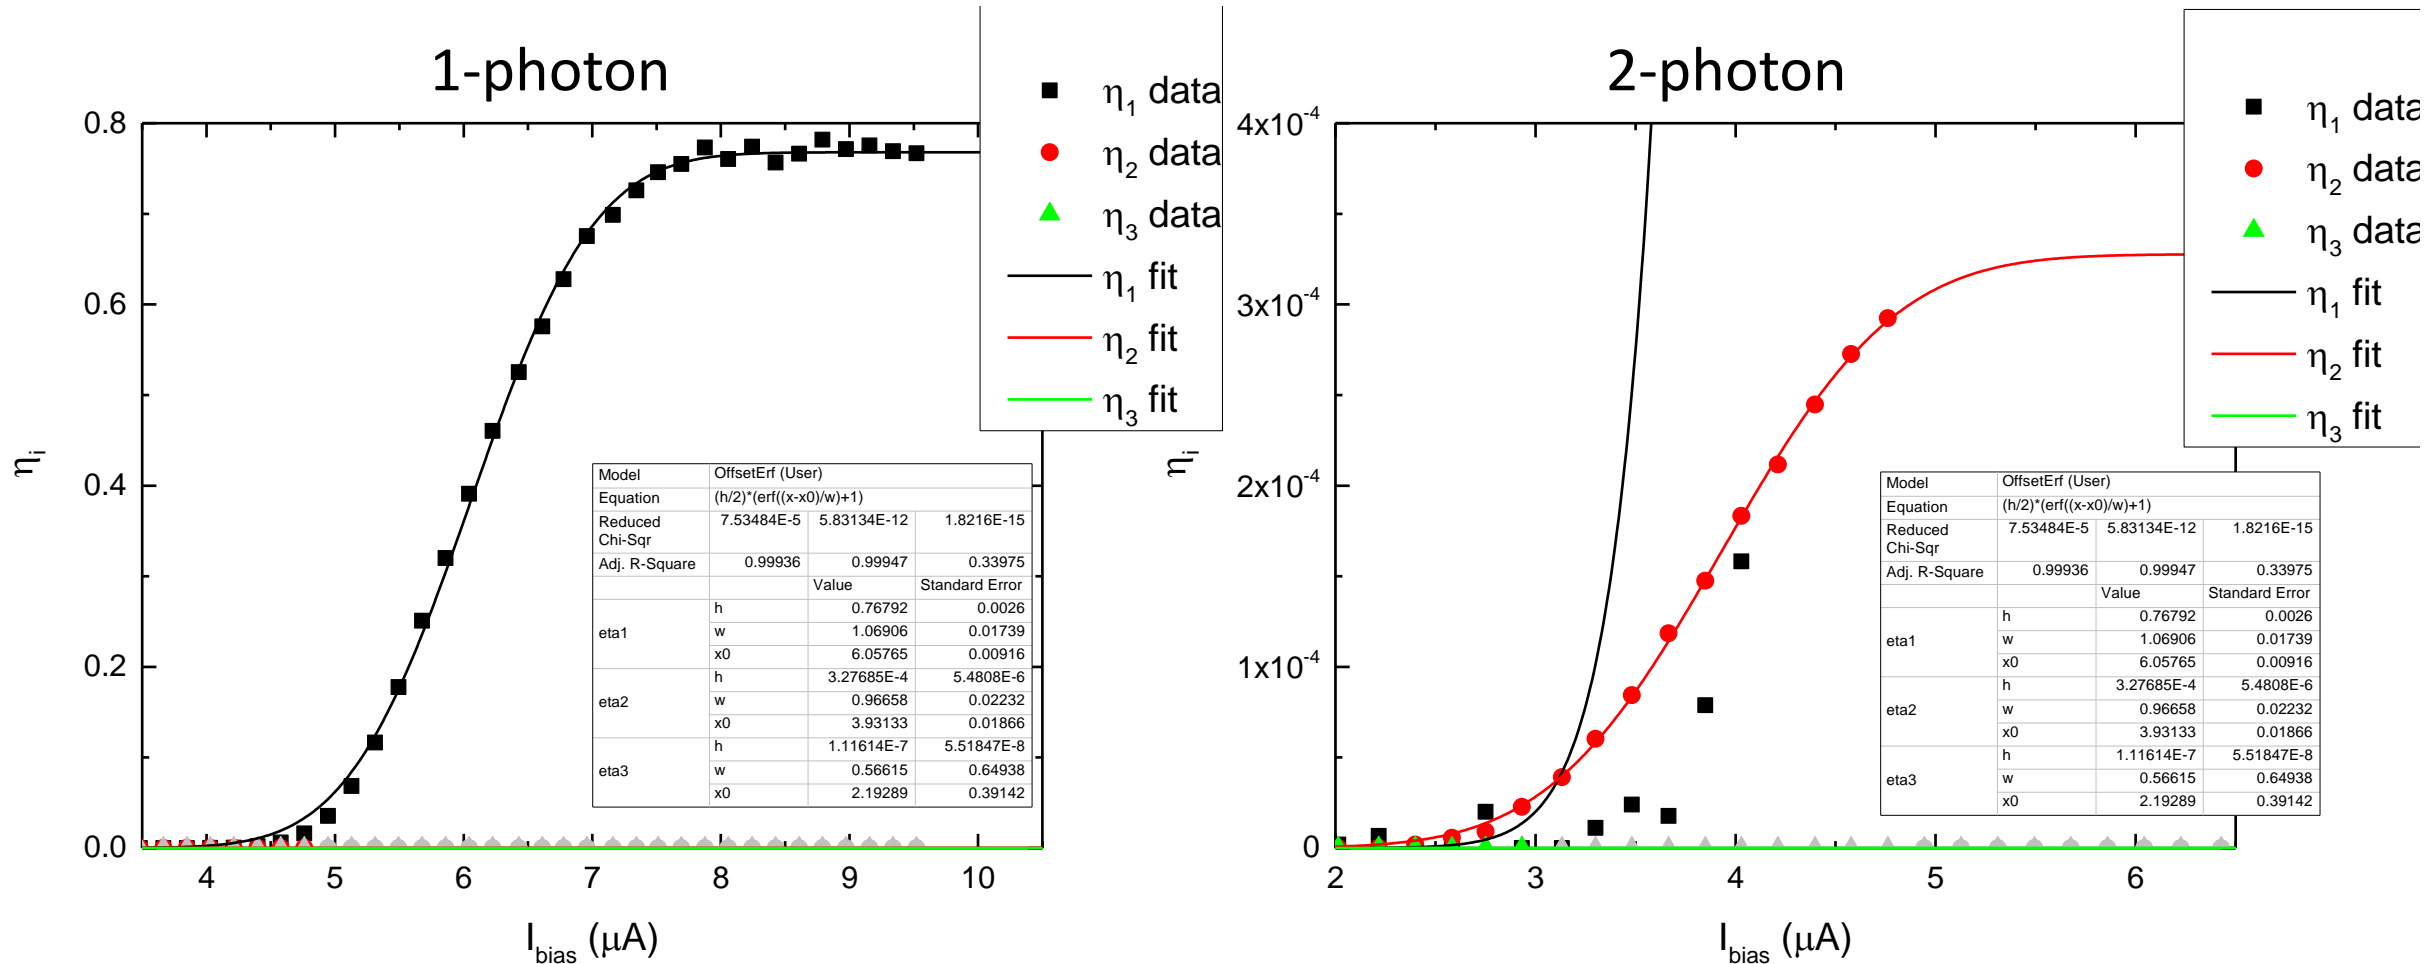 1-photon
η1 data
η2 data
η3 data
η1 fit
η2 fit
η3 fit
0.8
0.6
0.4
0.2
0.0
ηi
4 5 6 7 8 9 10
Ibias (μA)
Model OffsetErf (User)
Equation (h/2)*(erf((x-x0)/w)+1)
Reduced 7.53484E-5 5.83134E-12 1.8216E-15
Chi-Sqr
Adj. R-Square 0.99936 0.99947 0.33975
Value Standard Error
h 0.76792 0.0026
eta1 w 1.06906 0.01739
x0 6.05765 0.00916
h 3.27685E-4 5.4808E-6
eta2 w 0.96658 0.02232
x0 3.93133 0.01866
h 1.11614E-7 5.51847E-8
eta3 w 0.56615 0.64938
x0 2.19289 0.39142
2-photon
η1 data
η2 data
η3 data
η1 fit
η2 fit
η3 fit
4x10-4
3x10-4
2x10-4
1x10-4
0
ηi
2 3 4 5 6
Ibias (μA)
Model OffsetErf (User)
Equation (h/2)*(erf((x-x0)/w)+1)
Reduced 7.53484E-5 5.83134E-12 1.8216E-15
Chi-Sqr
Adj. R-Square 0.99936 0.99947 0.33975
Value Standard Error
h 0.76792 0.0026
eta1 w 1.06906 0.01739
x0 6.05765 0.00916
h 3.27685E-4 5.4808E-6
eta2 w 0.96658 0.02232
x0 3.93133 0.01866
h 1.11614E-7 5.51847E-8
eta3 w 0.56615 0.64938
x0 2.19289 0.39142